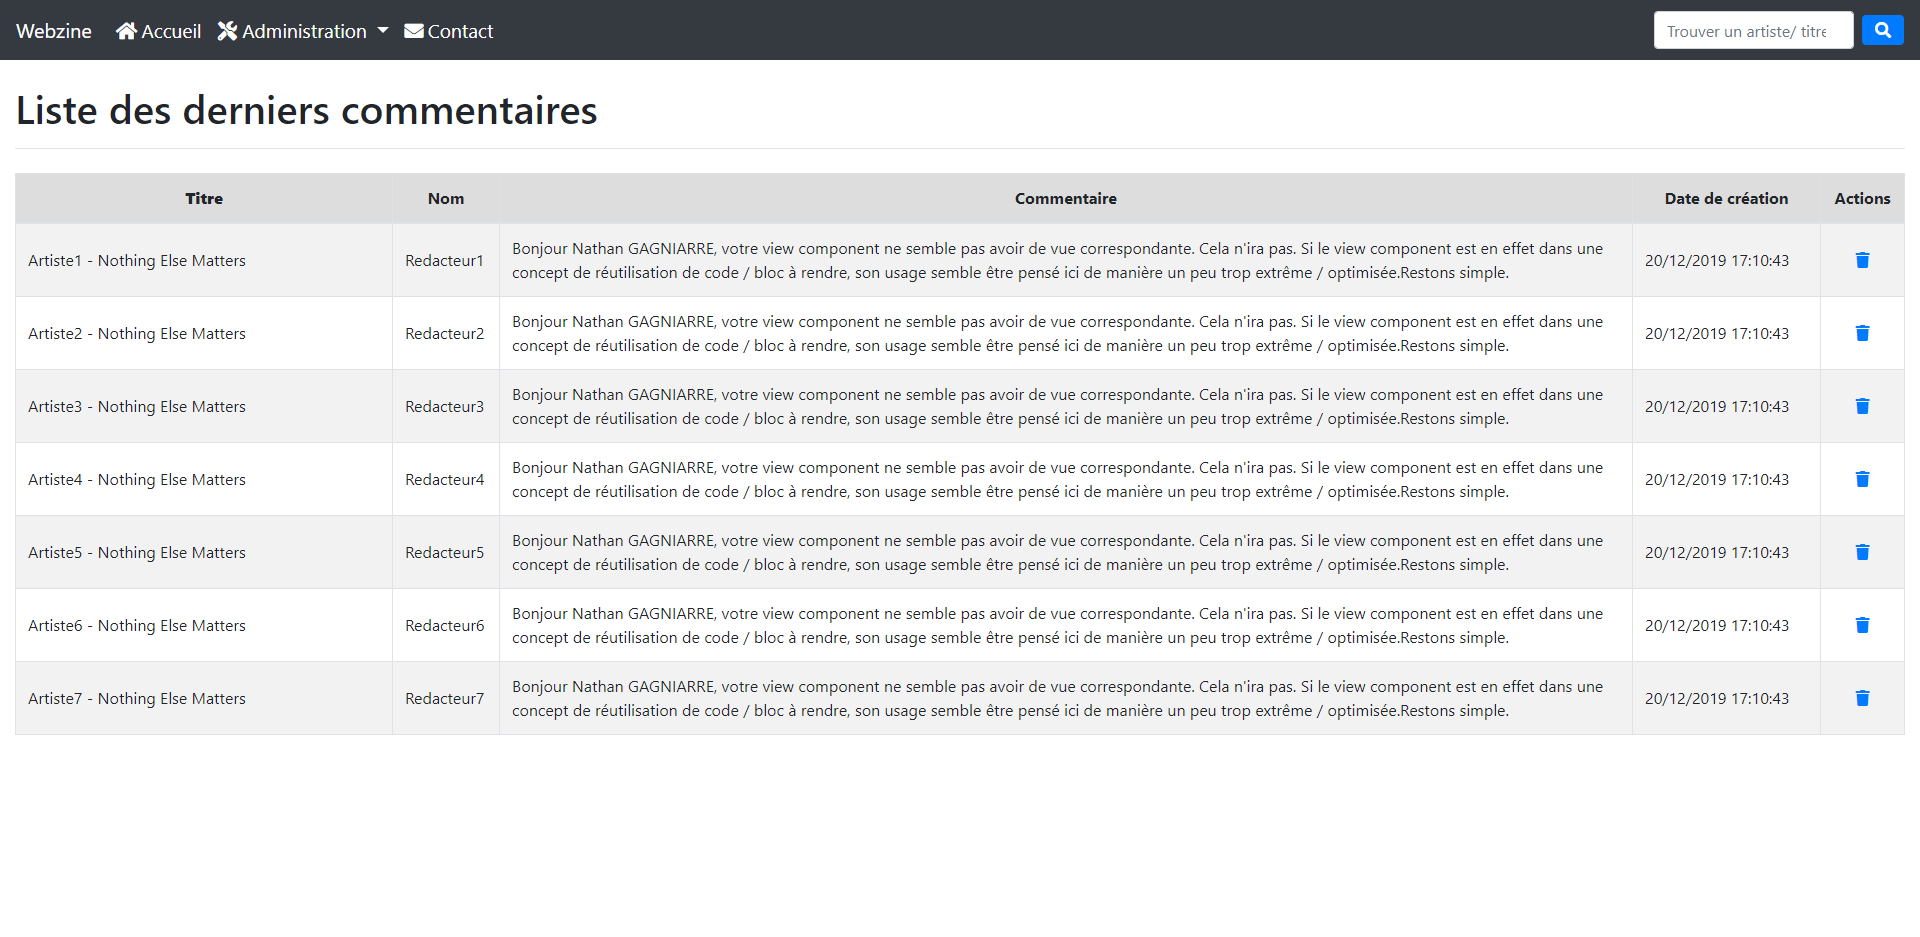 Webzine Accueil Administration Contact Trouver un artiste/ titre
Liste des derniers commentaires
Titre Nom Commentaire Date de création Actions
Artiste1 - Nothing Else Matters Redacteur1 Bonjour Nathan GAGNIARRE, votre view component ne semble pas avoir de vue correspondante. Cela n'ira pas. Si le view component est en effet dans une
concept de réutilisation de code / bloc à rendre, son usage semble être pensé ici de manière un peu trop extrême / optimisée.Restons simple. 20/12/2019 17:10:43
Artiste2 - Nothing Else Matters Redacteur2 Bonjour Nathan GAGNIARRE, votre view component ne semble pas avoir de vue correspondante. Cela n'ira pas. Si le view component est en effet dans une
concept de réutilisation de code / bloc à rendre, son usage semble être pensé ici de manière un peu trop extrême / optimisée.Restons simple. 20/12/2019 17:10:43
Artiste3 - Nothing Else Matters Redacteur3 Bonjour Nathan GAGNIARRE, votre view component ne semble pas avoir de vue correspondante. Cela n'ira pas. Si le view component est en effet dans une
concept de réutilisation de code / bloc à rendre, son usage semble être pensé ici de manière un peu trop extrême / optimisée.Restons simple. 20/12/2019 17:10:43
Artiste4 - Nothing Else Matters Redacteur4 Bonjour Nathan GAGNIARRE, votre view component ne semble pas avoir de vue correspondante. Cela n'ira pas. Si le view component est en effet dans une
concept de réutilisation de code / bloc à rendre, son usage semble être pensé ici de manière un peu trop extrême / optimisée.Restons simple. 20/12/2019 17:10:43
Artiste5 - Nothing Else Matters Redacteur5 Bonjour Nathan GAGNIARRE, votre view component ne semble pas avoir de vue correspondante. Cela n'ira pas. Si le view component est en effet dans une
concept de réutilisation de code / bloc à rendre, son usage semble être pensé ici de manière un peu trop extrême / optimisée.Restons simple. 20/12/2019 17:10:43
Artiste6 - Nothing Else Matters Redacteur6 Bonjour Nathan GAGNIARRE, votre view component ne semble pas avoir de vue correspondante. Cela n'ira pas. Si le view component est en effet dans une
concept de réutilisation de code / bloc à rendre, son usage semble être pensé ici de manière un peu trop extrême / optimisée.Restons simple. 20/12/2019 17:10:43
Artiste7 - Nothing Else Matters Redacteur7 Bonjour Nathan GAGNIARRE, votre view component ne semble pas avoir de vue correspondante. Cela n'ira pas. Si le view component est en effet dans une
concept de réutilisation de code / bloc à rendre, son usage semble être pensé ici de manière un peu trop extrême / optimisée.Restons simple. 20/12/2019 17:10:43